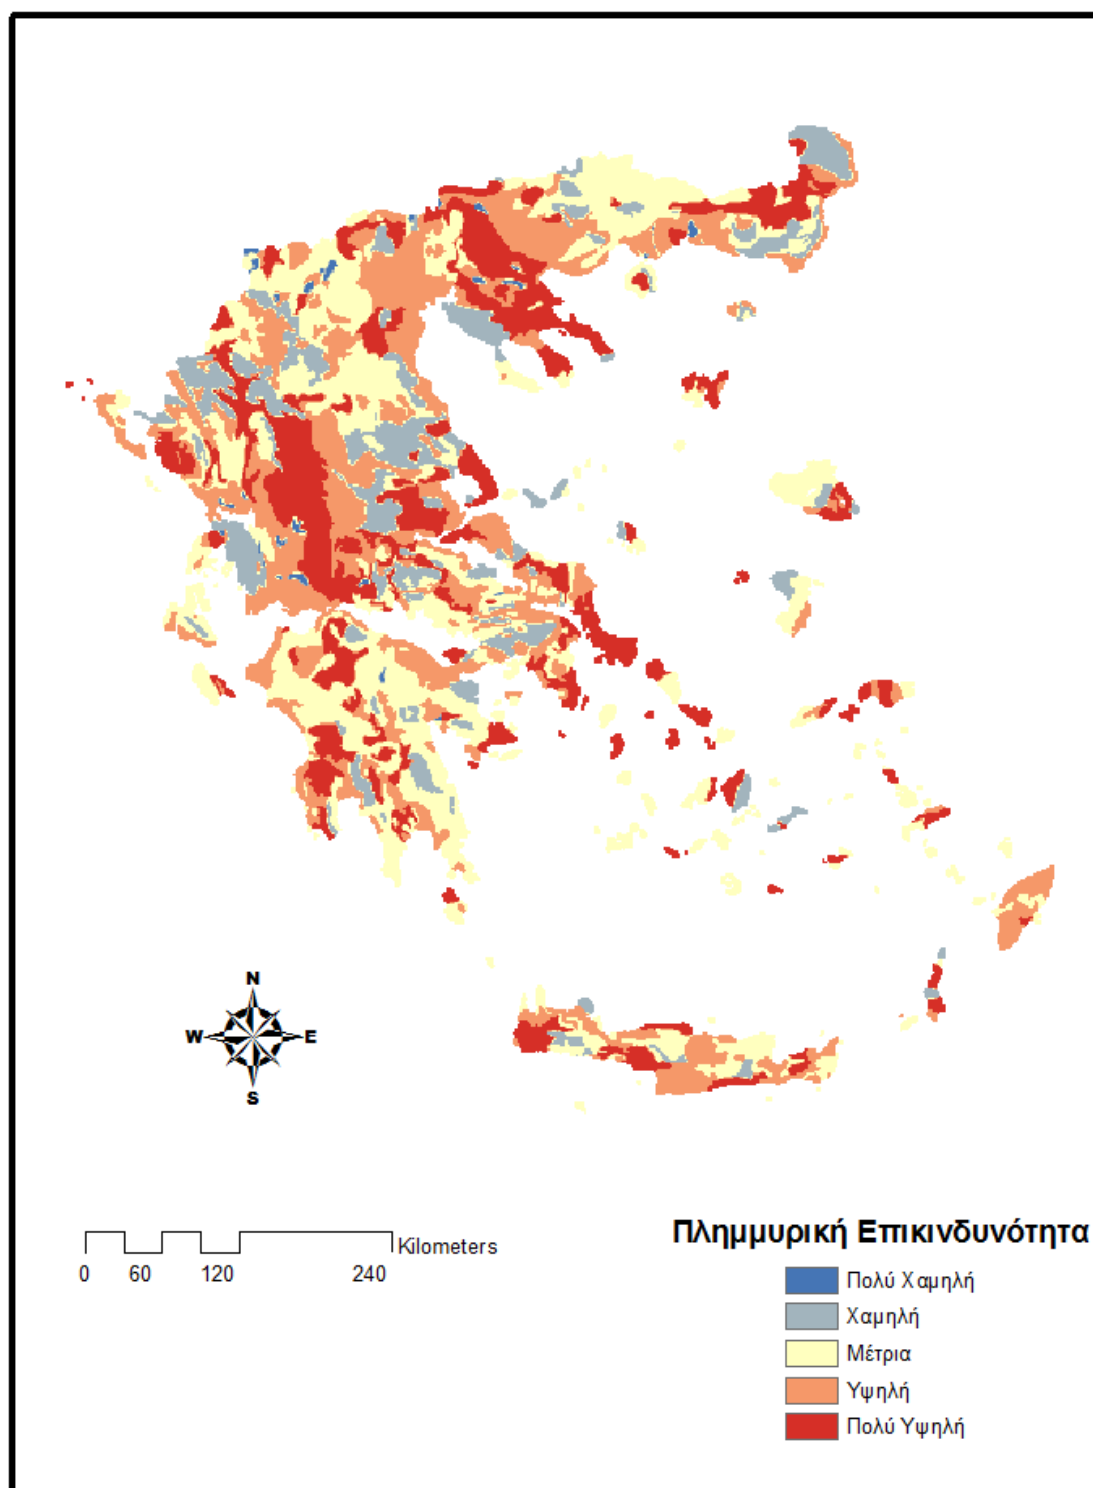 N
W E
S
Kilometers
0 60 120 240
Πλημμυρική Επικινδυνότητα
Πολύ Χαμηλή
Χαμηλή
Μέτρια
Υψηλή
Πολύ Υψηλή